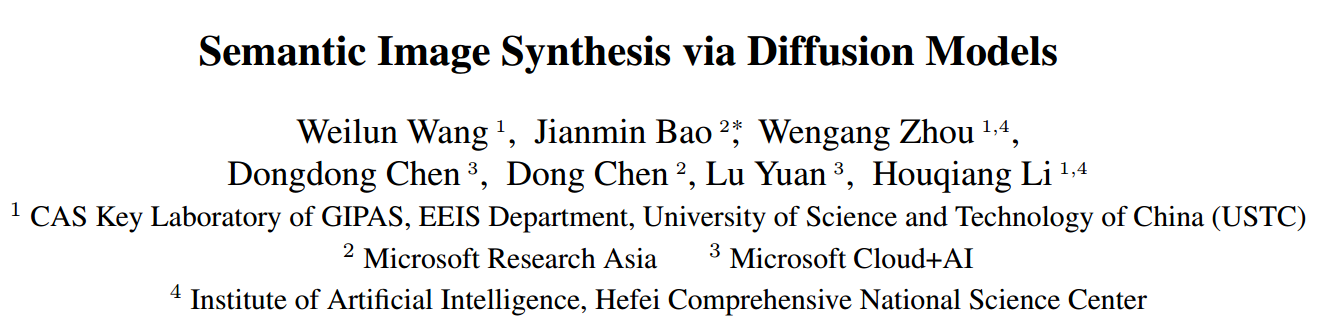 Semantic Image Synthesis via Diffusion Models
Weilun Wang ¹, Jianmin Bao ²*, Wengang Zhou ¹,⁴,
Dongdong Chen ³, Dong Chen ², Lu Yuan ³, Houqiang Li ¹,⁴
¹ CAS Key Laboratory of GIPAS, EEIS Department, University of Science and Technology of China (USTC)
² Microsoft Research Asia ³ Microsoft Cloud+AI
⁴ Institute of Artificial Intelligence, Hefei Comprehensive National Science Center